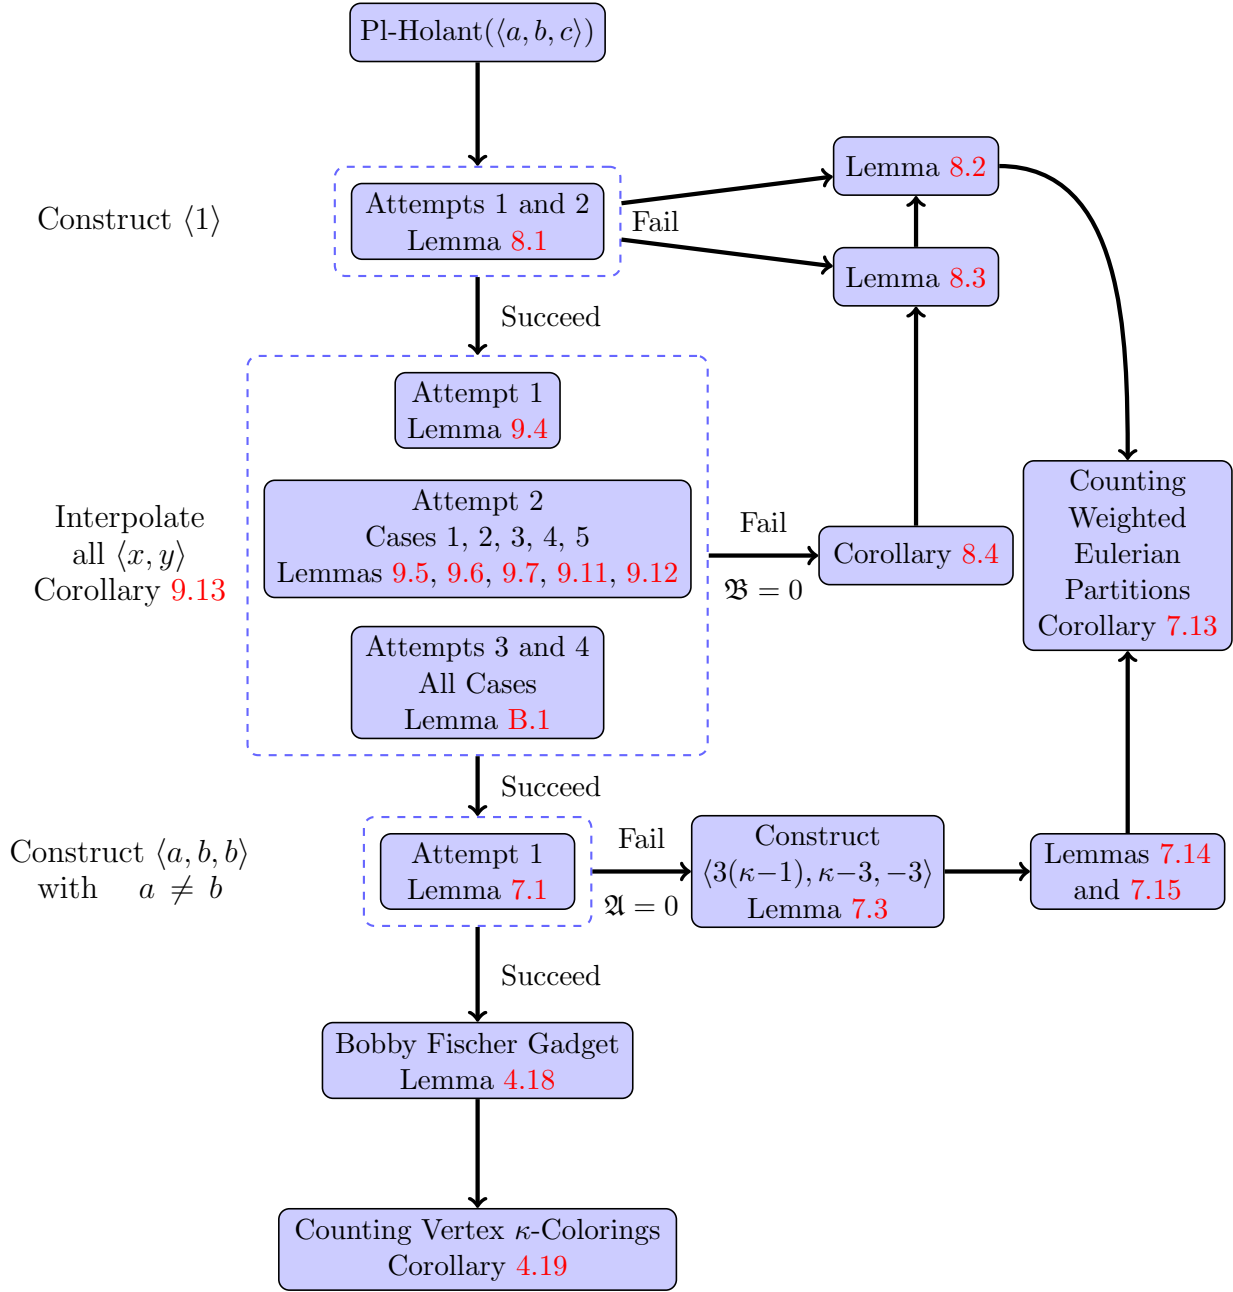 Pl-Holant(⟨a, b, c⟩)
Construct ⟨1⟩
Attempts 1 and 2
Lemma 8.1
Fail
Lemma 8.2
Lemma 8.3
Succeed
Interpolate
all ⟨x, y⟩
Corollary 9.13
Attempt 1
Lemma 9.4
Attempt 2
Cases 1, 2, 3, 4, 5
Lemmas 9.5, 9.6, 9.7, 9.11, 9.12
Attempts 3 and 4
All Cases
Lemma B.1
Fail
𝔅 = 0
Corollary 8.4
Counting
Weighted
Eulerian
Partitions
Corollary 7.13
Succeed
Construct ⟨a, b, b⟩
with a ≠ b
Attempt 1
Lemma 7.1
Fail
𝔄 = 0
Construct
⟨3(κ−1), κ−3, −3⟩
Lemma 7.3
Lemmas 7.14
and 7.15
Succeed
Bobby Fischer Gadget
Lemma 4.18
Counting Vertex κ-Colorings
Corollary 4.19